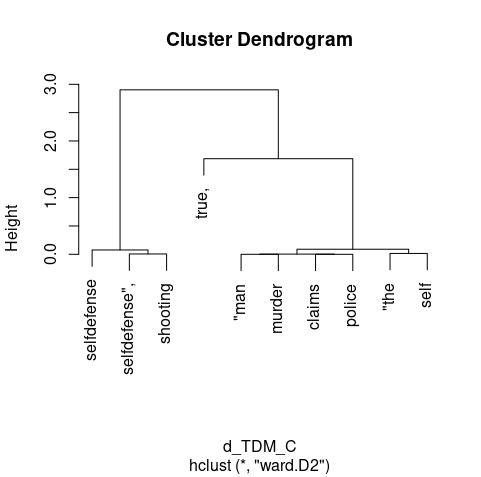 Cluster Dendrogram
Height
3.0
2.0
1.0
0.0
selfdefense
selfdefense",
shooting
true,
"man
murder
claims
police
"the
self
d_TDM_C
hclust (*, "ward.D2")